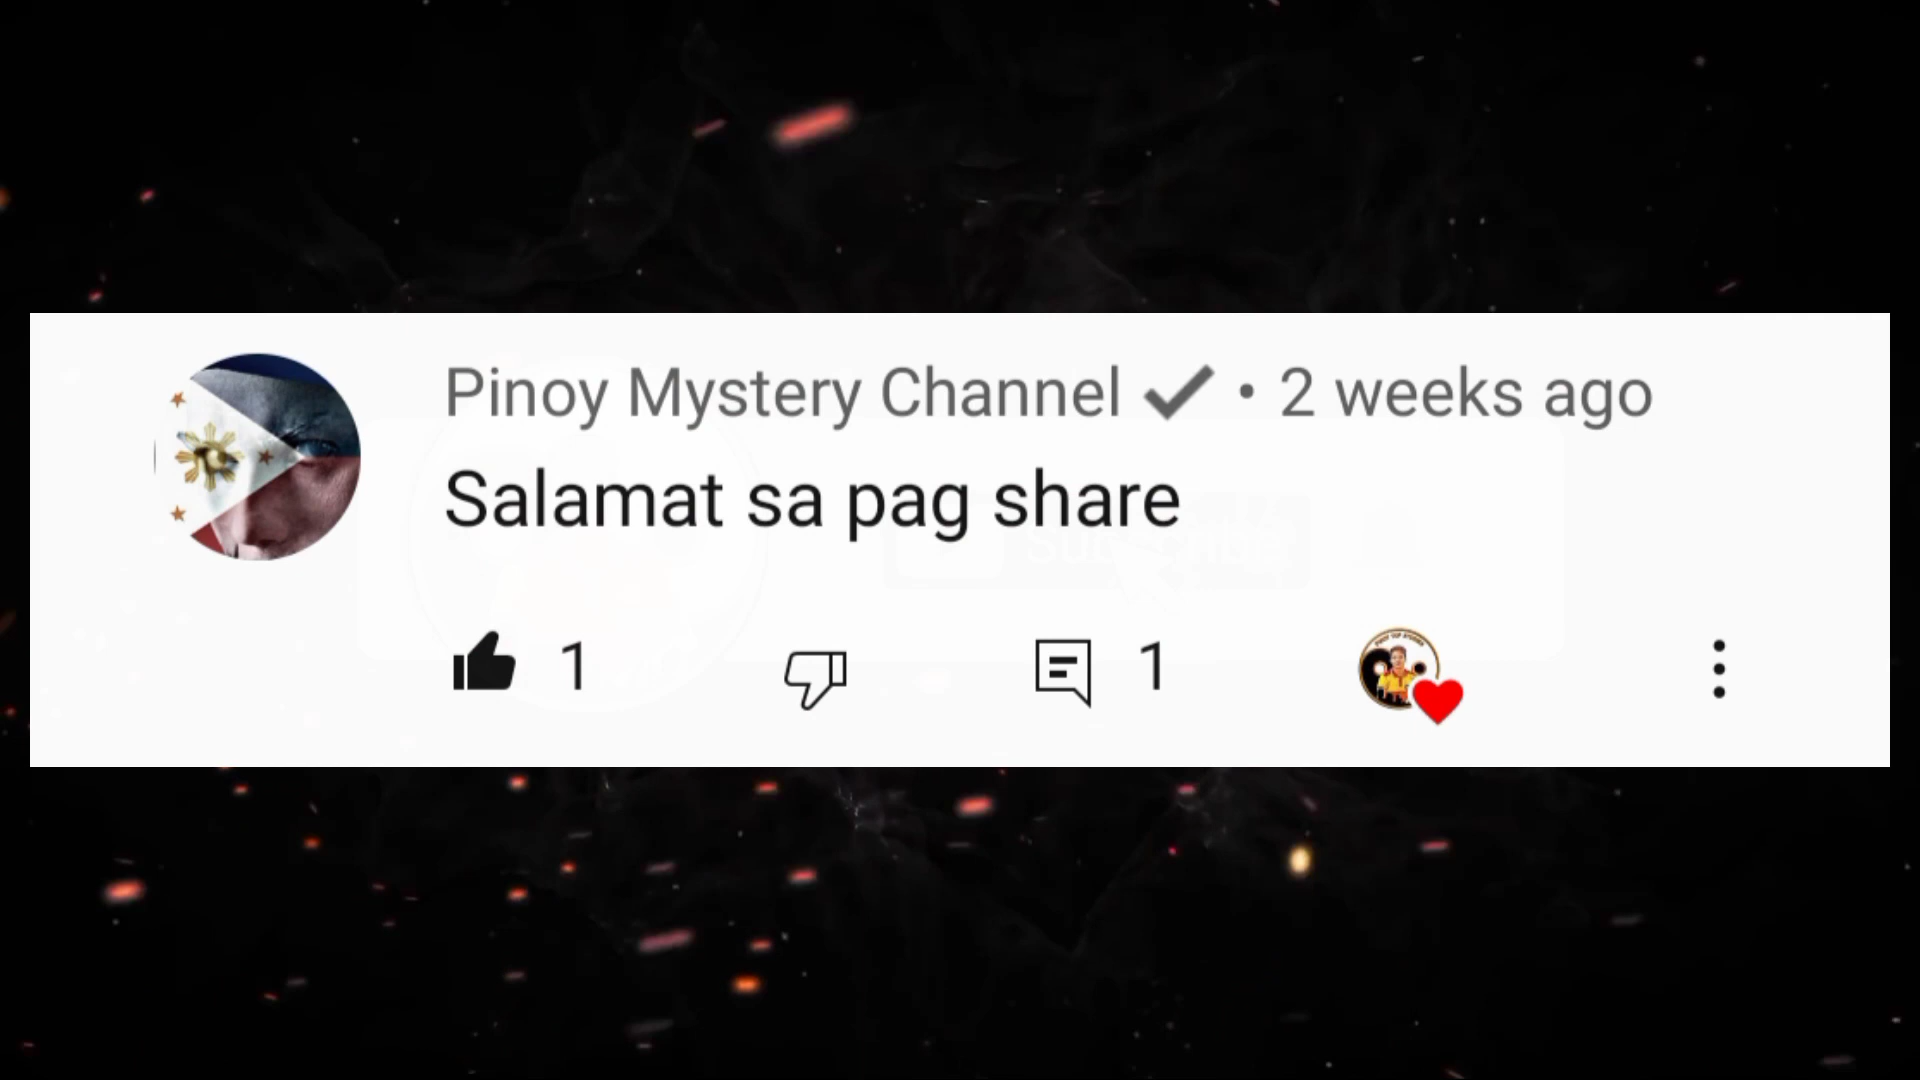 Pinoy Mystery Channel ✔ • 2 weeks ago
Salamat sa pag share
1 1